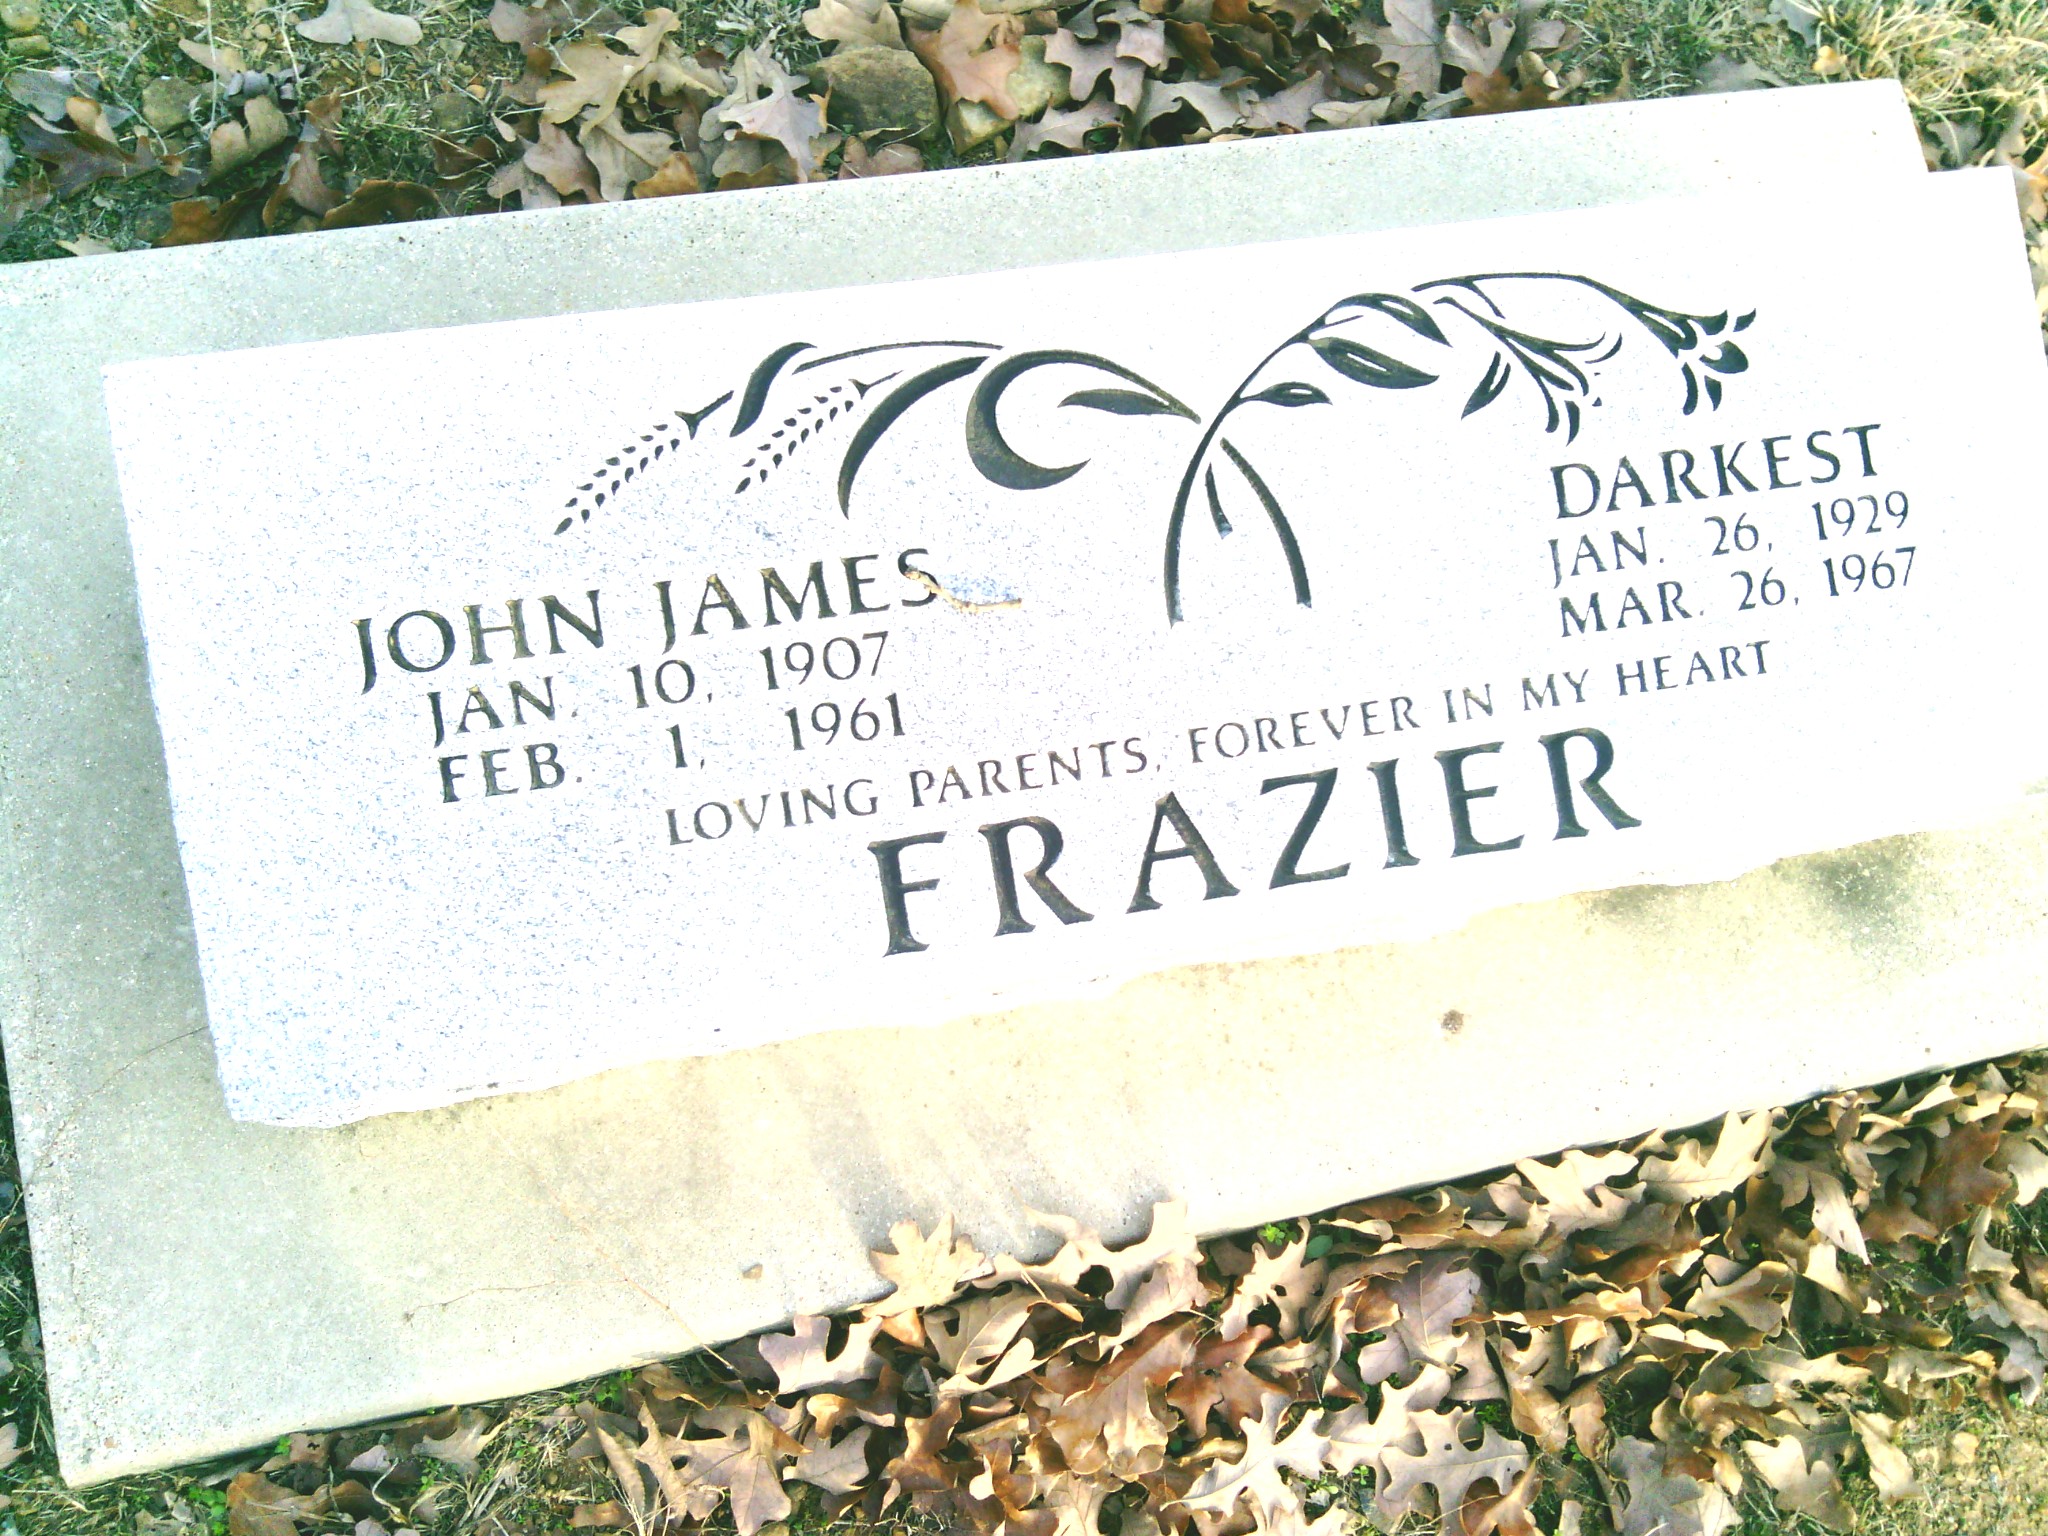 JOHN JAMES
JAN. 10, 1907
FEB. 1, 1961
DARKEST
JAN. 26, 1929
MAR. 26, 1967
LOVING PARENTS, FOREVER IN MY HEART
FRAZIER